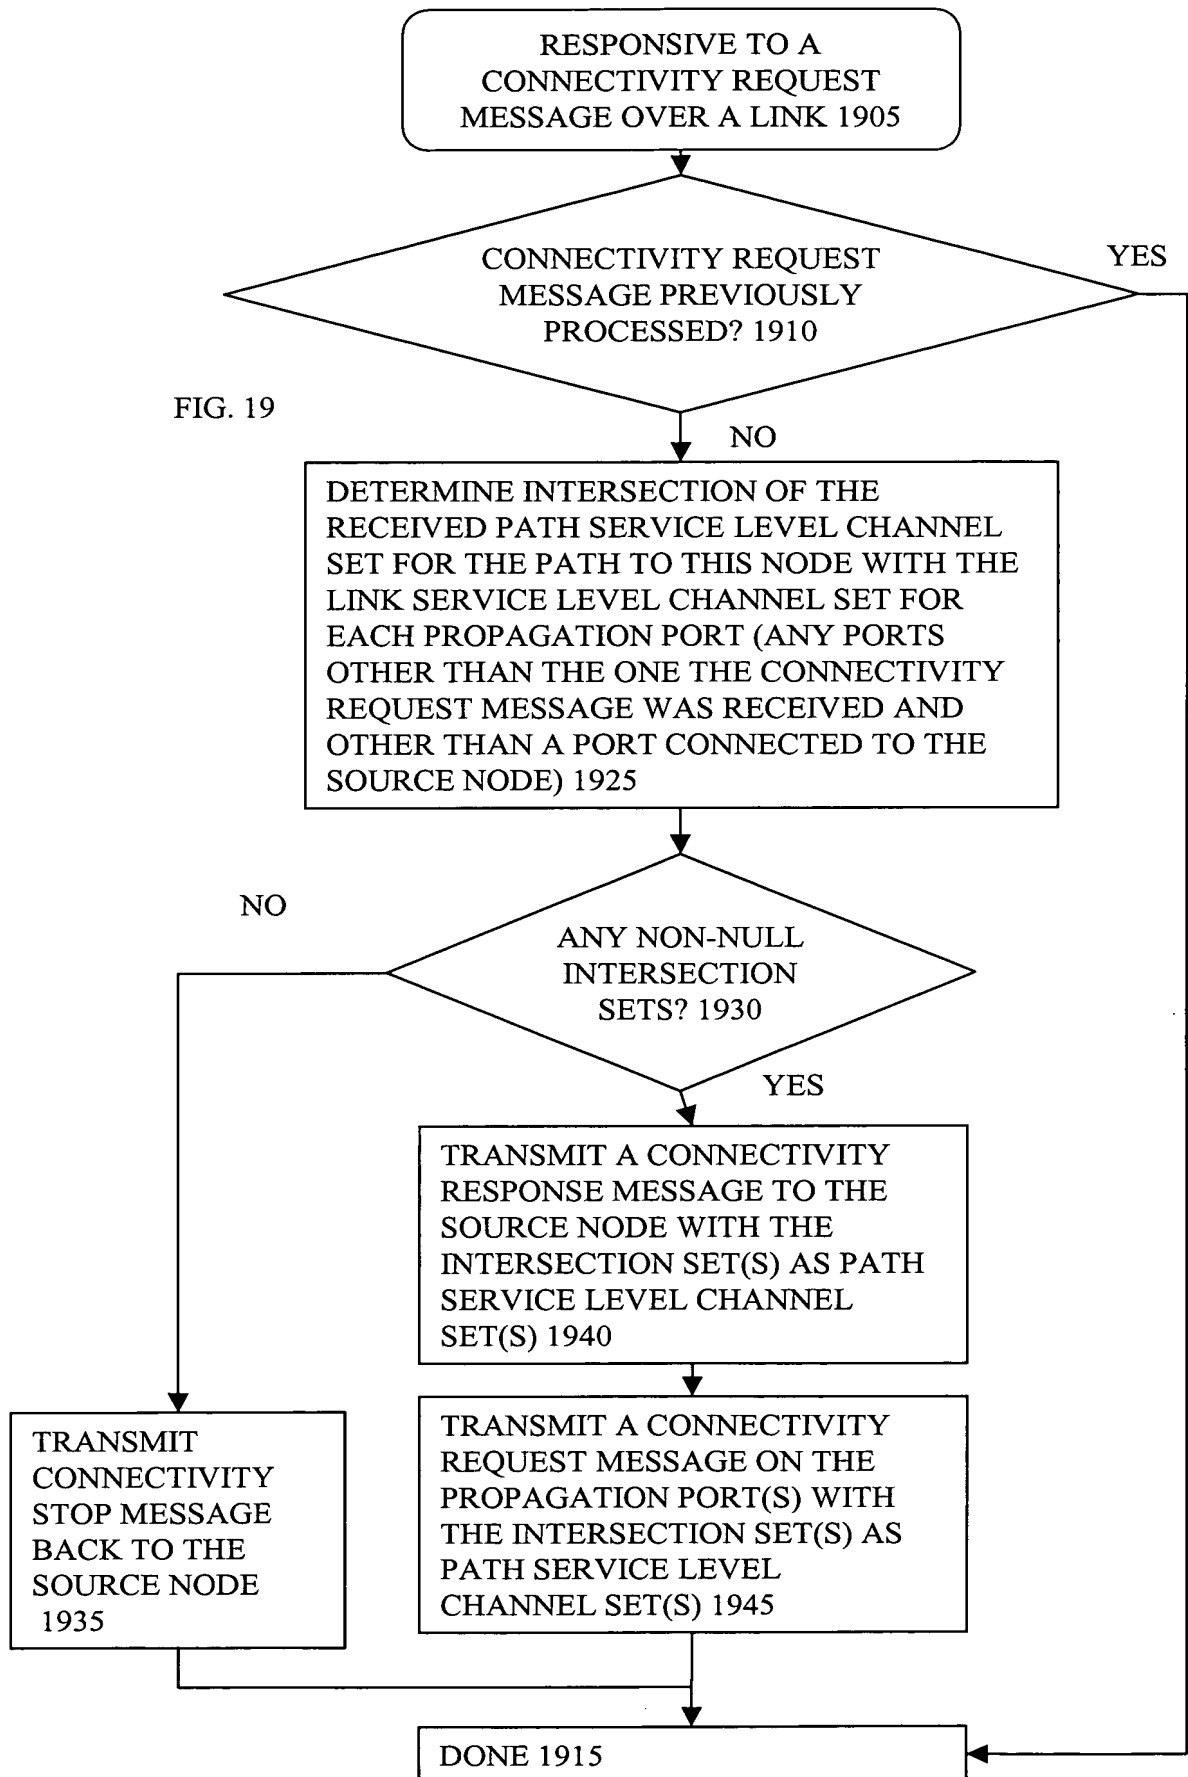 RESPONSIVE TO A
CONNECTIVITY REQUEST
MESSAGE OVER A LINK 1905
CONNECTIVITY REQUEST
MESSAGE PREVIOUSLY
PROCESSED? 1910
YES
FIG. 19
NO
DETERMINE INTERSECTION OF THE
RECEIVED PATH SERVICE LEVEL CHANNEL
SET FOR THE PATH TO THIS NODE WITH THE
LINK SERVICE LEVEL CHANNEL SET FOR
EACH PROPAGATION PORT (ANY PORTS
OTHER THAN THE ONE THE CONNECTIVITY
REQUEST MESSAGE WAS RECEIVED AND
OTHER THAN A PORT CONNECTED TO THE
SOURCE NODE) 1925
NO
ANY NON-NULL
INTERSECTION
SETS? 1930
YES
TRANSMIT A CONNECTIVITY
RESPONSE MESSAGE TO THE
SOURCE NODE WITH THE
INTERSECTION SET(S) AS PATH
SERVICE LEVEL CHANNEL
SET(S) 1940
TRANSMIT A CONNECTIVITY
REQUEST MESSAGE ON THE
PROPAGATION PORT(S) WITH
THE INTERSECTION SET(S) AS
PATH SERVICE LEVEL
CHANNEL SET(S) 1945
TRANSMIT
CONNECTIVITY
STOP MESSAGE
BACK TO THE
SOURCE NODE
1935
DONE 1915